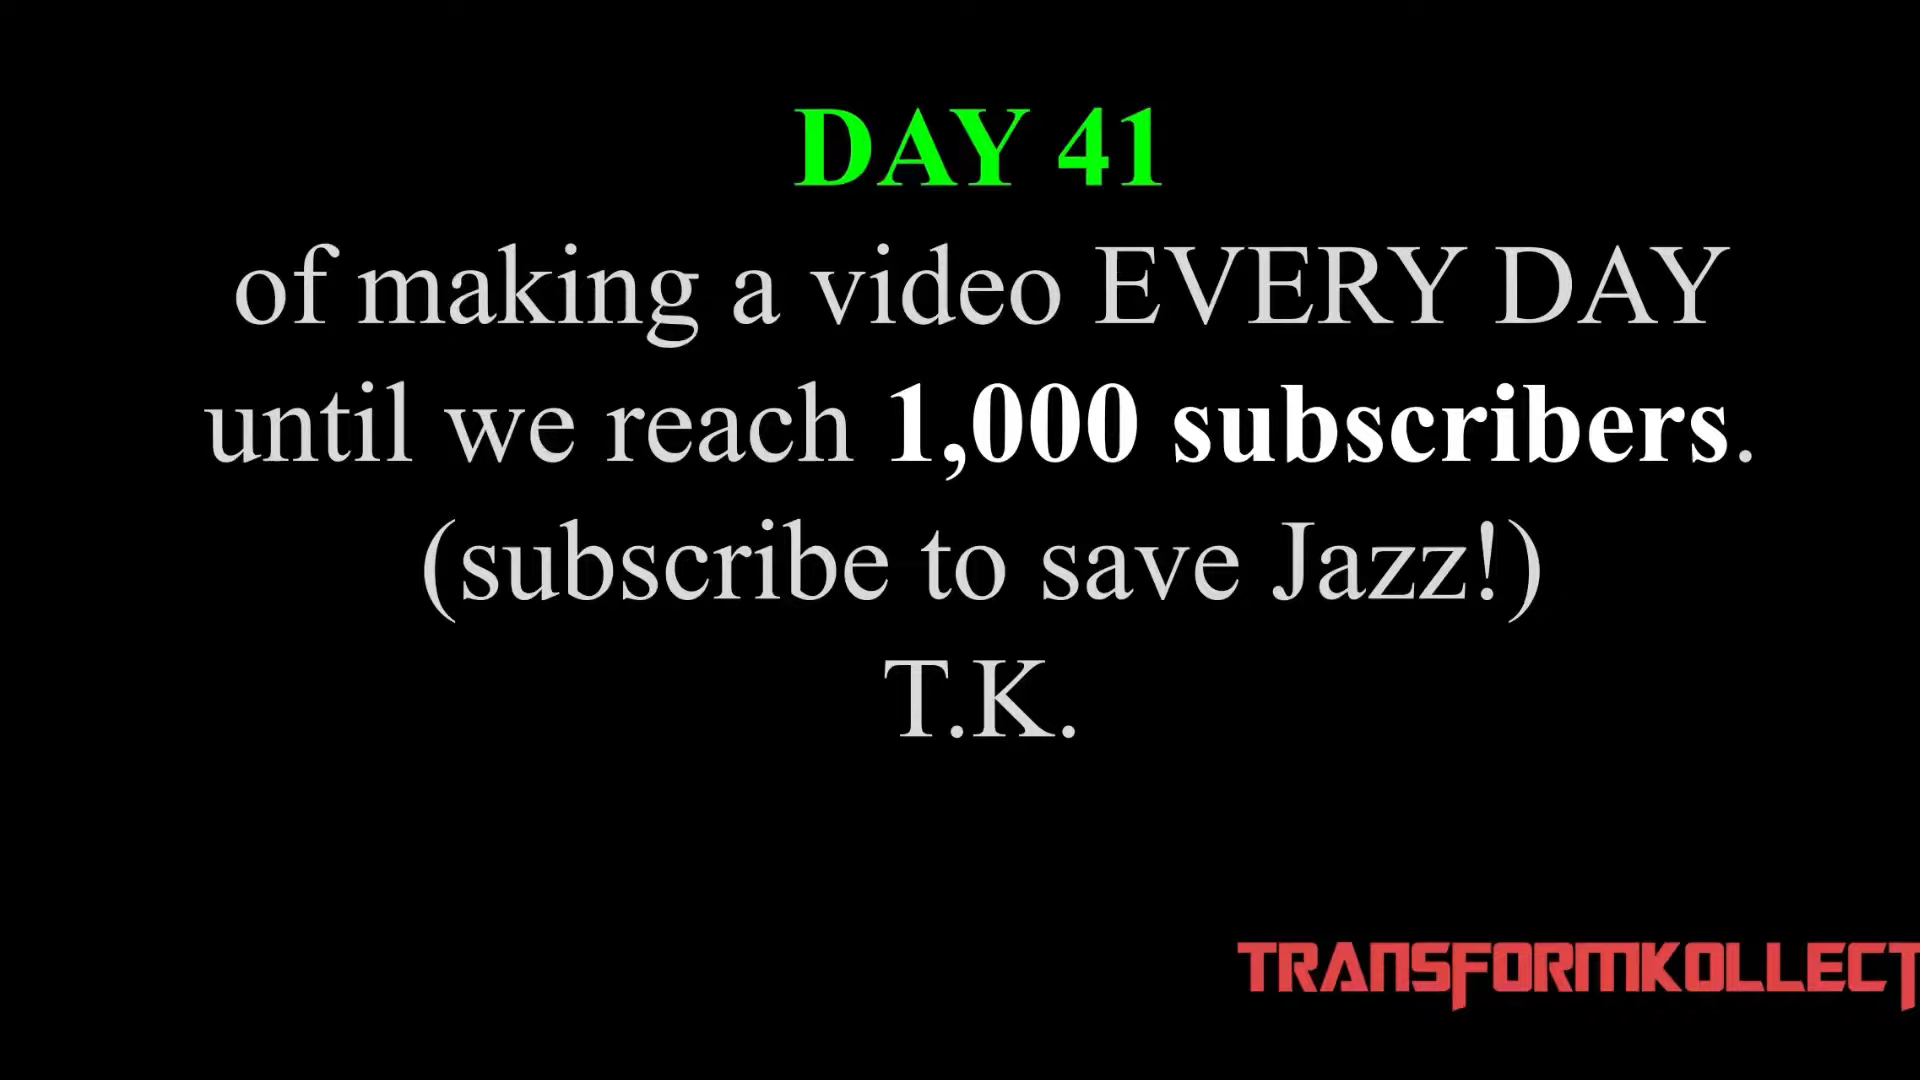 DAY 41
of making a video EVERY DAY
until we reach 1,000 subscribers.
(subscribe to save Jazz!)
T.K.
TRANSFORMKOLLECT